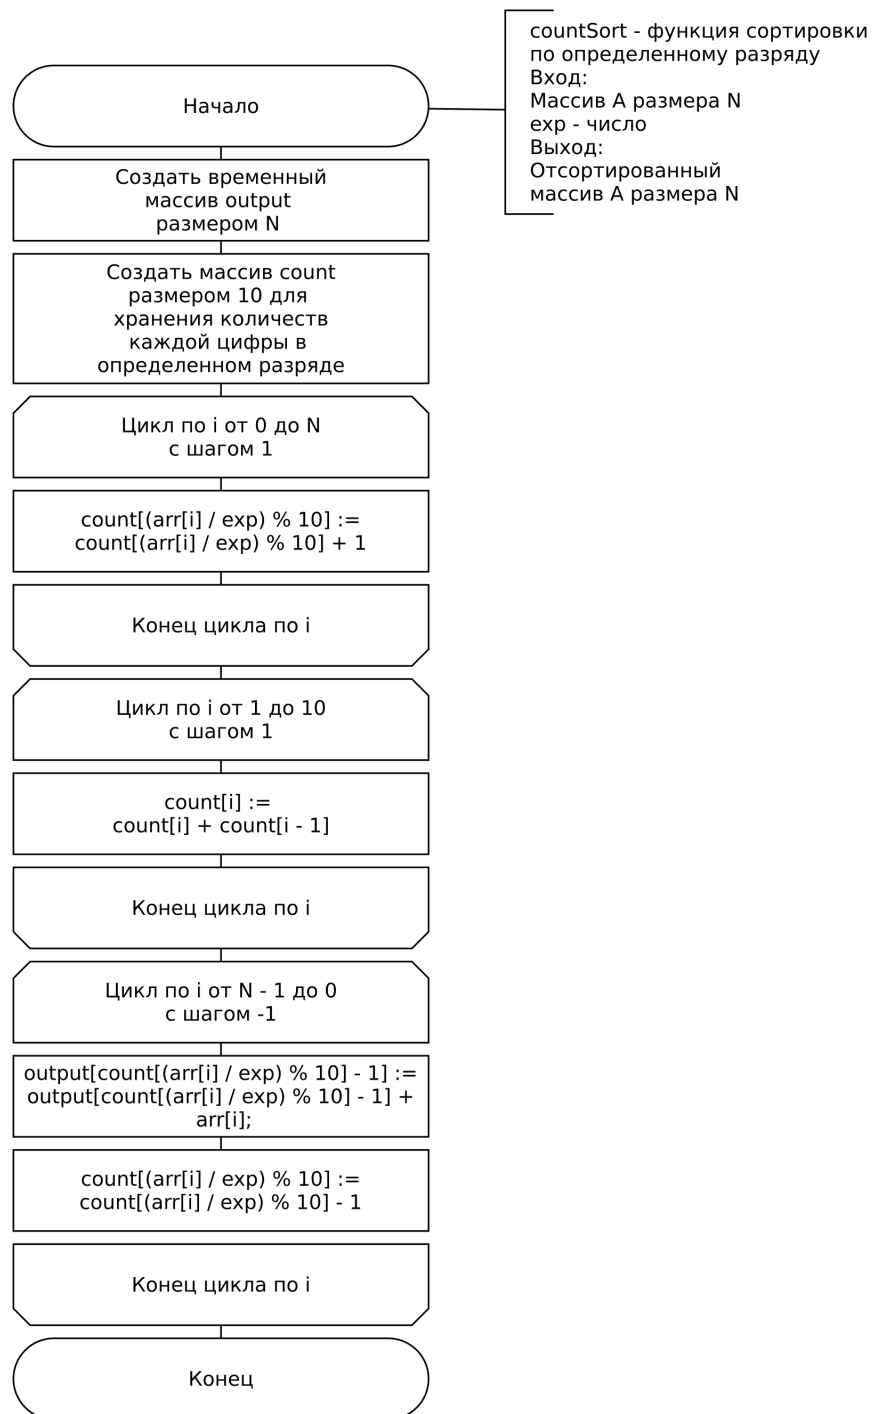 countSort - функция сортировки
по определенному разряду
Вход:
Массив A размера N
exp - число
Выход:
Отсортированный
массив A размера N
Начало
Создать временный
массив output
размером N
Создать массив count
размером 10 для
хранения количеств
каждой цифры в
определенном разряде
Цикл по i от 0 до N
с шагом 1
count[(arr[i] / exp) % 10] :=
count[(arr[i] / exp) % 10] + 1
Конец цикла по i
Цикл по i от 1 до 10
с шагом 1
count[i] :=
count[i] + count[i - 1]
Конец цикла по i
Цикл по i от N - 1 до 0
с шагом -1
output[count[(arr[i] / exp) % 10] - 1] :=
output[count[(arr[i] / exp) % 10] - 1] +
arr[i];
count[(arr[i] / exp) % 10] :=
count[(arr[i] / exp) % 10] - 1
Конец цикла по i
Конец